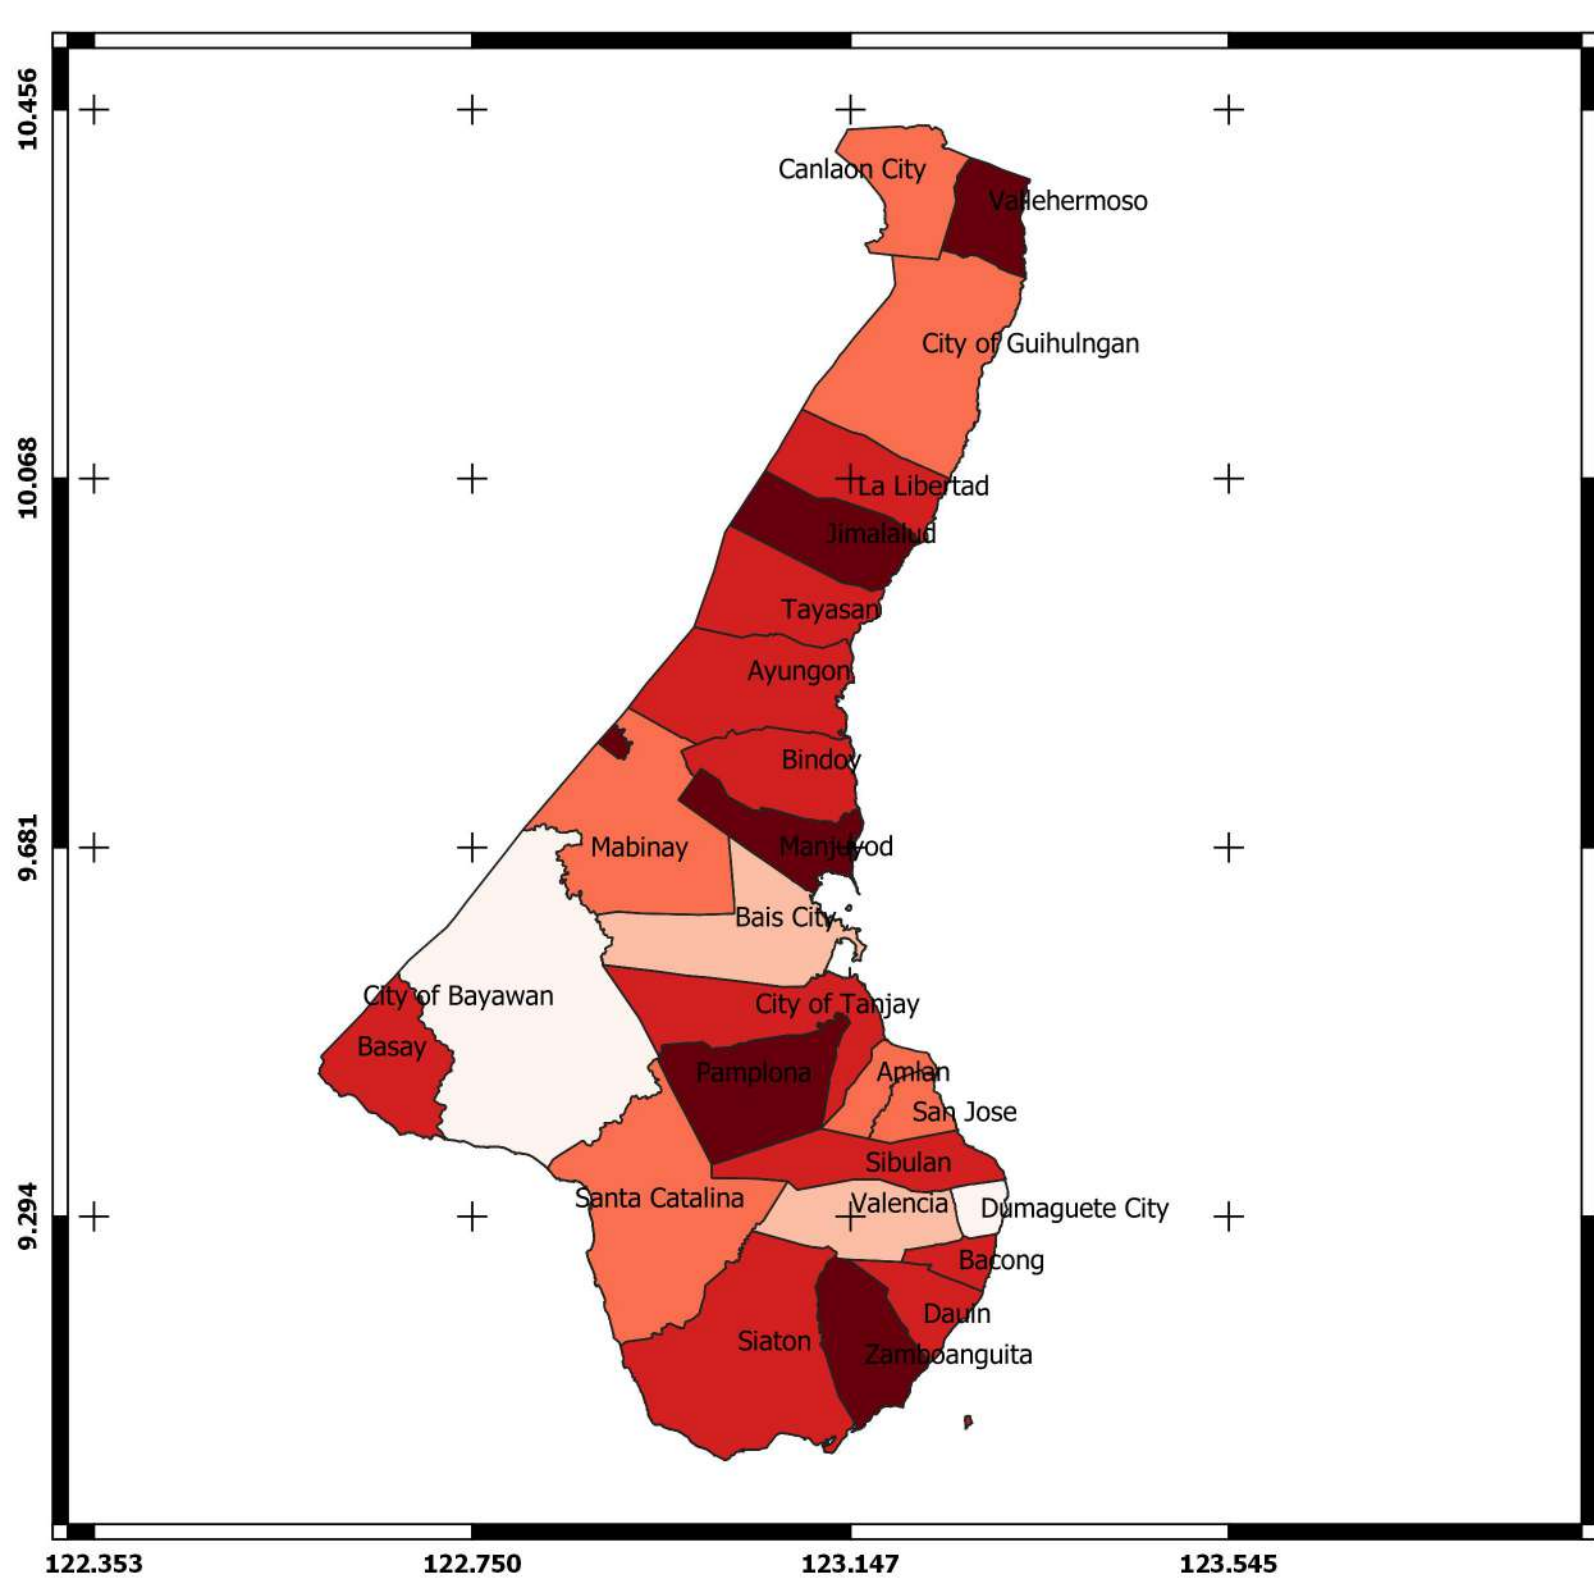 10.456
Canlaon City
Vallehermoso
City of Guihulngan
10.068
La Libertad
Jimalalud
Tayasan
Ayungon
Bindoy
9.681
Mabinay
Manjuyod
Bais City
City of Bayawan
City of Tanjay
Basay
Pamplona
Amlan
San Jose
Sibulan
9.294
Santa Catalina
Valencia
Dumaguete City
Bacong
Dauin
Siaton
Zamboanguita
122.353
122.750
123.147
123.545